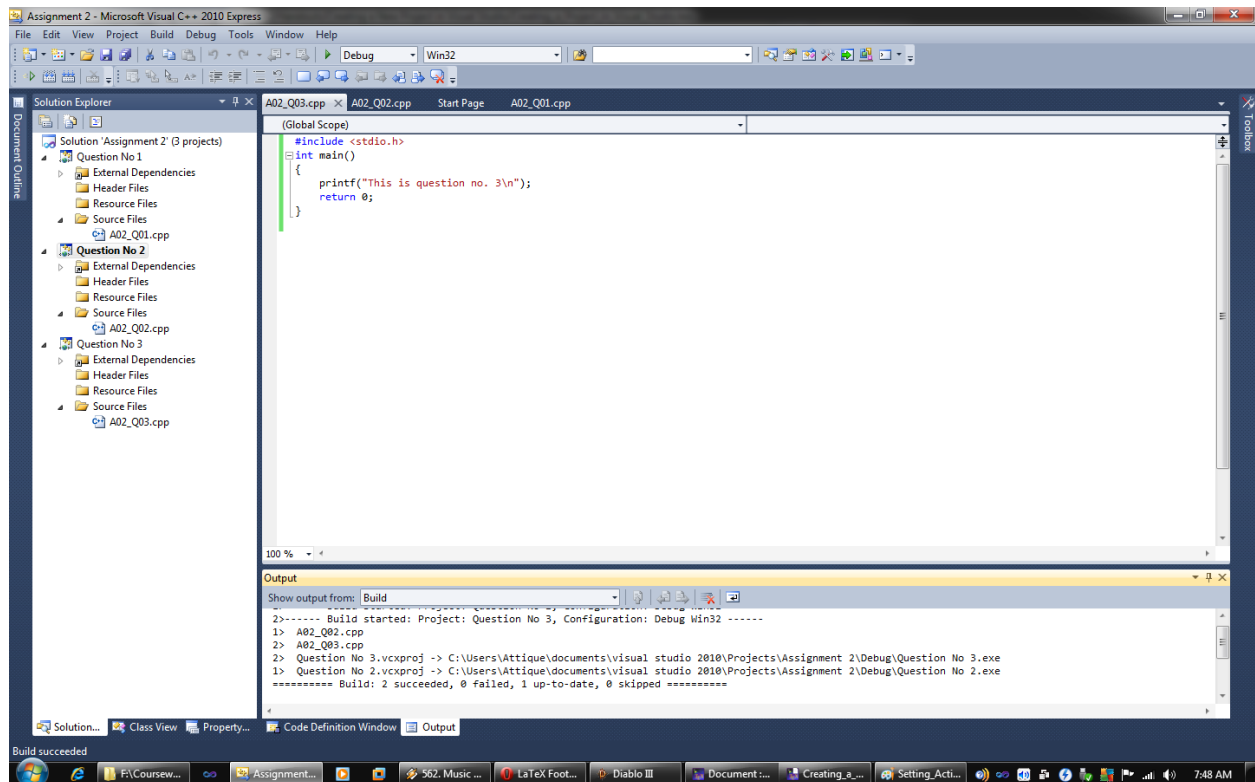 Assignment 2 - Microsoft Visual C++ 2010 Express
File Edit View Project Build Debug Tools Window Help
Debug Win32
Document Outline
Solution Explorer
Solution 'Assignment 2' (3 projects)
Question No 1
External Dependencies
Header Files
Resource Files
Source Files
A02_Q01.cpp
Question No 2
External Dependencies
Header Files
Resource Files
Source Files
A02_Q02.cpp
Question No 3
External Dependencies
Header Files
Resource Files
Source Files
A02_Q03.cpp
A02_Q03.cpp A02_Q02.cpp Start Page A02_Q01.cpp
(Global Scope)
#include <stdio.h>
int main()
{
printf("This is question no. 3\n");
return 0;
}
100 %
Toolbox
Output
Show output from: Build
2>------ Build started: Project: Question No 3, Configuration: Debug Win32 ------
1> A02_Q02.cpp
2> A02_Q03.cpp
2> Question No 3.vcxproj -> C:\Users\Attique\documents\visual studio 2010\Projects\Assignment 2\Debug\Question No 3.exe
1> Question No 2.vcxproj -> C:\Users\Attique\documents\visual studio 2010\Projects\Assignment 2\Debug\Question No 2.exe
========== Build: 2 succeeded, 0 failed, 1 up-to-date, 0 skipped ==========
Solution... Class View Property... Code Definition Window Output
Build succeeded
F:\Coursew... Assignment... 562. Music ... LaTeX Foot... Diablo III Document :... Creating_a_... Setting_Acti... 7:48 AM